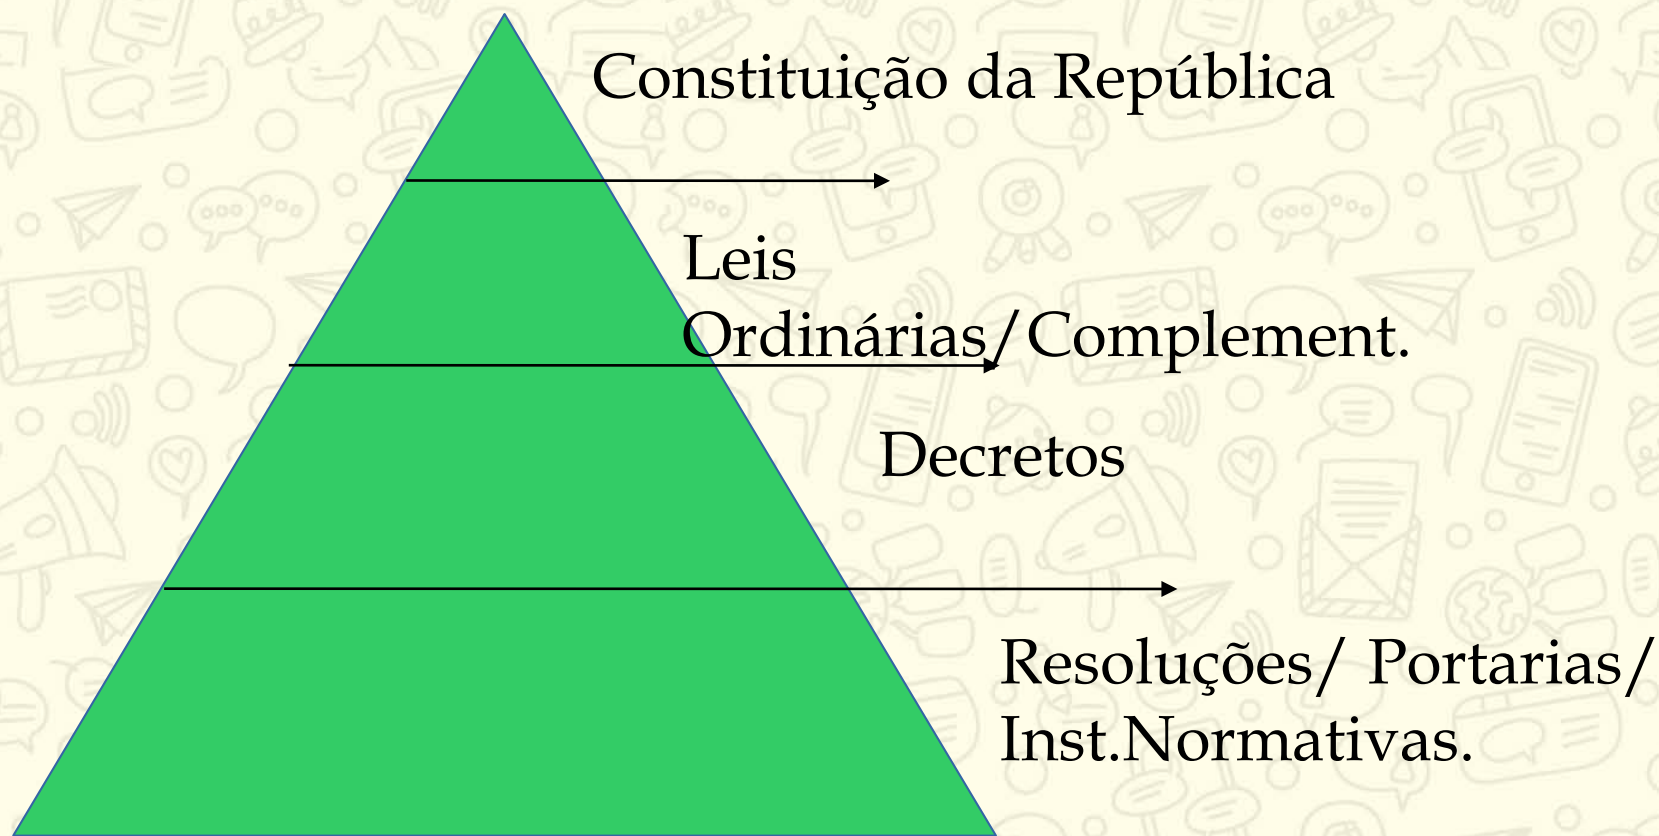 Constituição da República
Leis
Ordinárias/Complement.
Decretos
Resoluções/ Portarias/
Inst.Normativas.